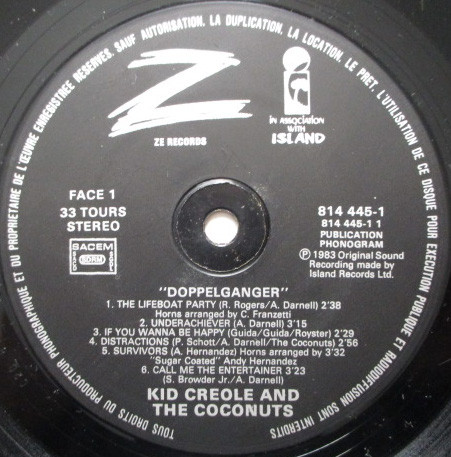 TOUS DROITS DU PRODUCTEUR PHONOGRAPHIQUE ET DU PROPRIETAIRE DE L'ŒUVRE ENREGISTREE RESERVES. SAUF AUTORISATION. LA DUPLICATION. LA LOCATION. LE PRET. L'UTILISATION DE CE DISQUE POUR EXECUTION PUBLIQUE ET RADIODIFFUSION SONT INTERDITS
Z
ZE RECORDS
IN ASSOCIATION
WITH
ISLAND
FACE 1
33 TOURS
STEREO
SACEM
BIEM
814 445-1
814 445-1 1
PUBLICATION
PHONOGRAM
Ⓟ 1983 Original Sound
Recording made by
Island Records Ltd.
"DOPPELGANGER"
1. THE LIFEBOAT PARTY (R. Rogers/A. Darnell) 2'38
Horns arranged by C. Franzetti
2. UNDERACHIEVER (A. Darnell) 3'15
3. IF YOU WANNA BE HAPPY (Guida/Guida/Royster) 2'29
4. DISTRACTIONS (P. Schott/A. Darnell/The Coconuts) 2'56
5. SURVIVORS (A. Hernandez) Horns arranged by 3'32
"Sugar Coated" Andy Hernandez
6. CALL ME THE ENTERTAINER 3'23
(S. Browder Jr./A. Darnell)
KID CREOLE AND
THE COCONUTS